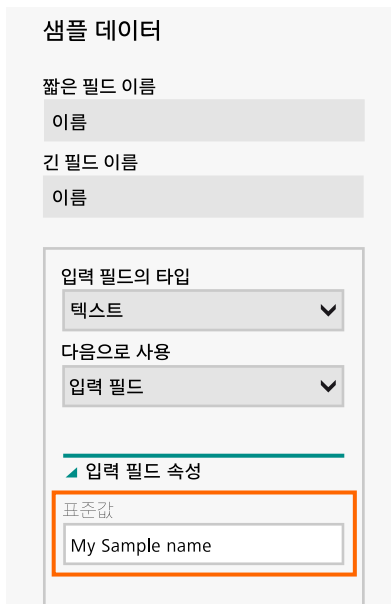 샘플 데이터
짧은 필드 이름
이름
긴 필드 이름
이름
입력 필드의 타입
텍스트
다음으로 사용
입력 필드
입력 필드 속성
표준값
My Sample name